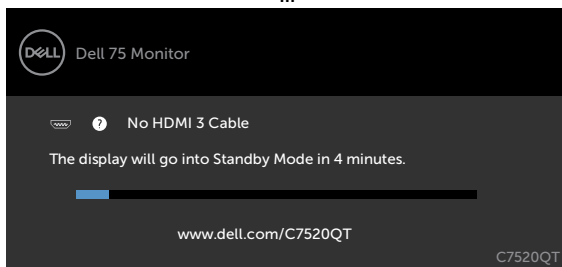 ...
DELL
Dell 75 Monitor
? No HDMI 3 Cable
The display will go into Standby Mode in 4 minutes.
www.dell.com/C7520QT
C7520QT